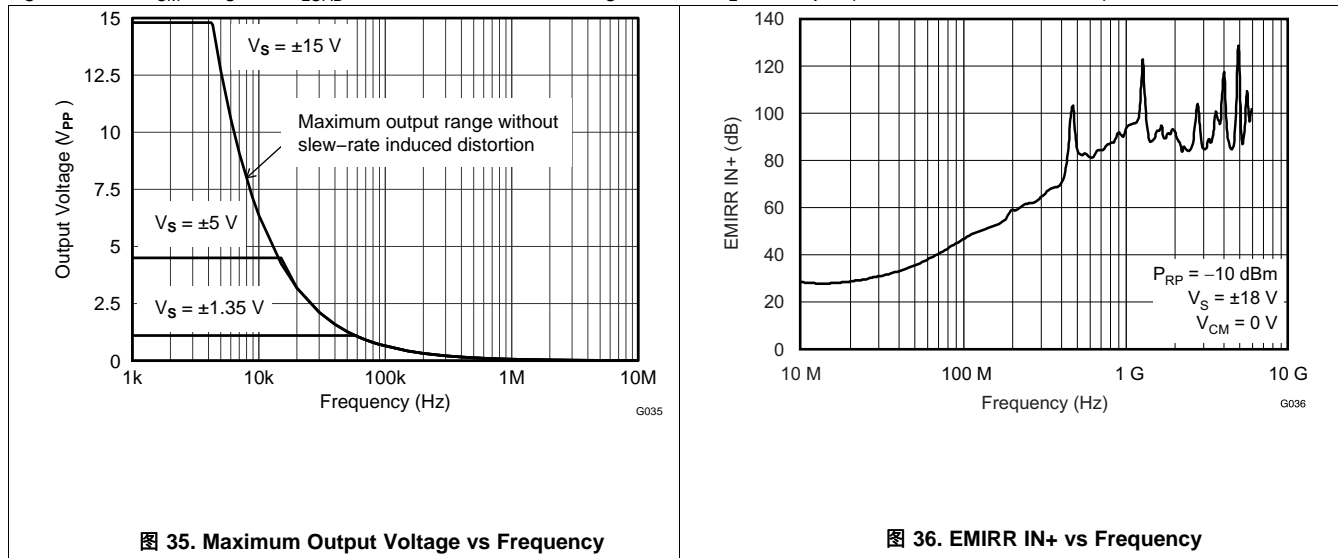 15
12.5
10
7.5
5
2.5
0
Output Voltage (VPP)
VS = ±15 V
Maximum output range without
slew−rate induced distortion
VS = ±5 V
VS = ±1.35 V
1k 10k 100k 1M 10M
Frequency (Hz)
G035
图 35. Maximum Output Voltage vs Frequency
140
120
100
80
60
40
20
0
EMIRR IN+ (dB)
PRP = −10 dBm
VS = ±18 V
VCM = 0 V
10 M 100 M 1 G 10 G
Frequency (Hz)
G036
图 36. EMIRR IN+ vs Frequency